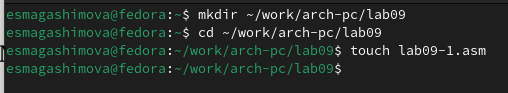 esmagashimova@fedora:~$ mkdir ~/work/arch-pc/lab09
esmagashimova@fedora:~$ cd ~/work/arch-pc/lab09
esmagashimova@fedora:~/work/arch-pc/lab09$ touch lab09-1.asm
esmagashimova@fedora:~/work/arch-pc/lab09$